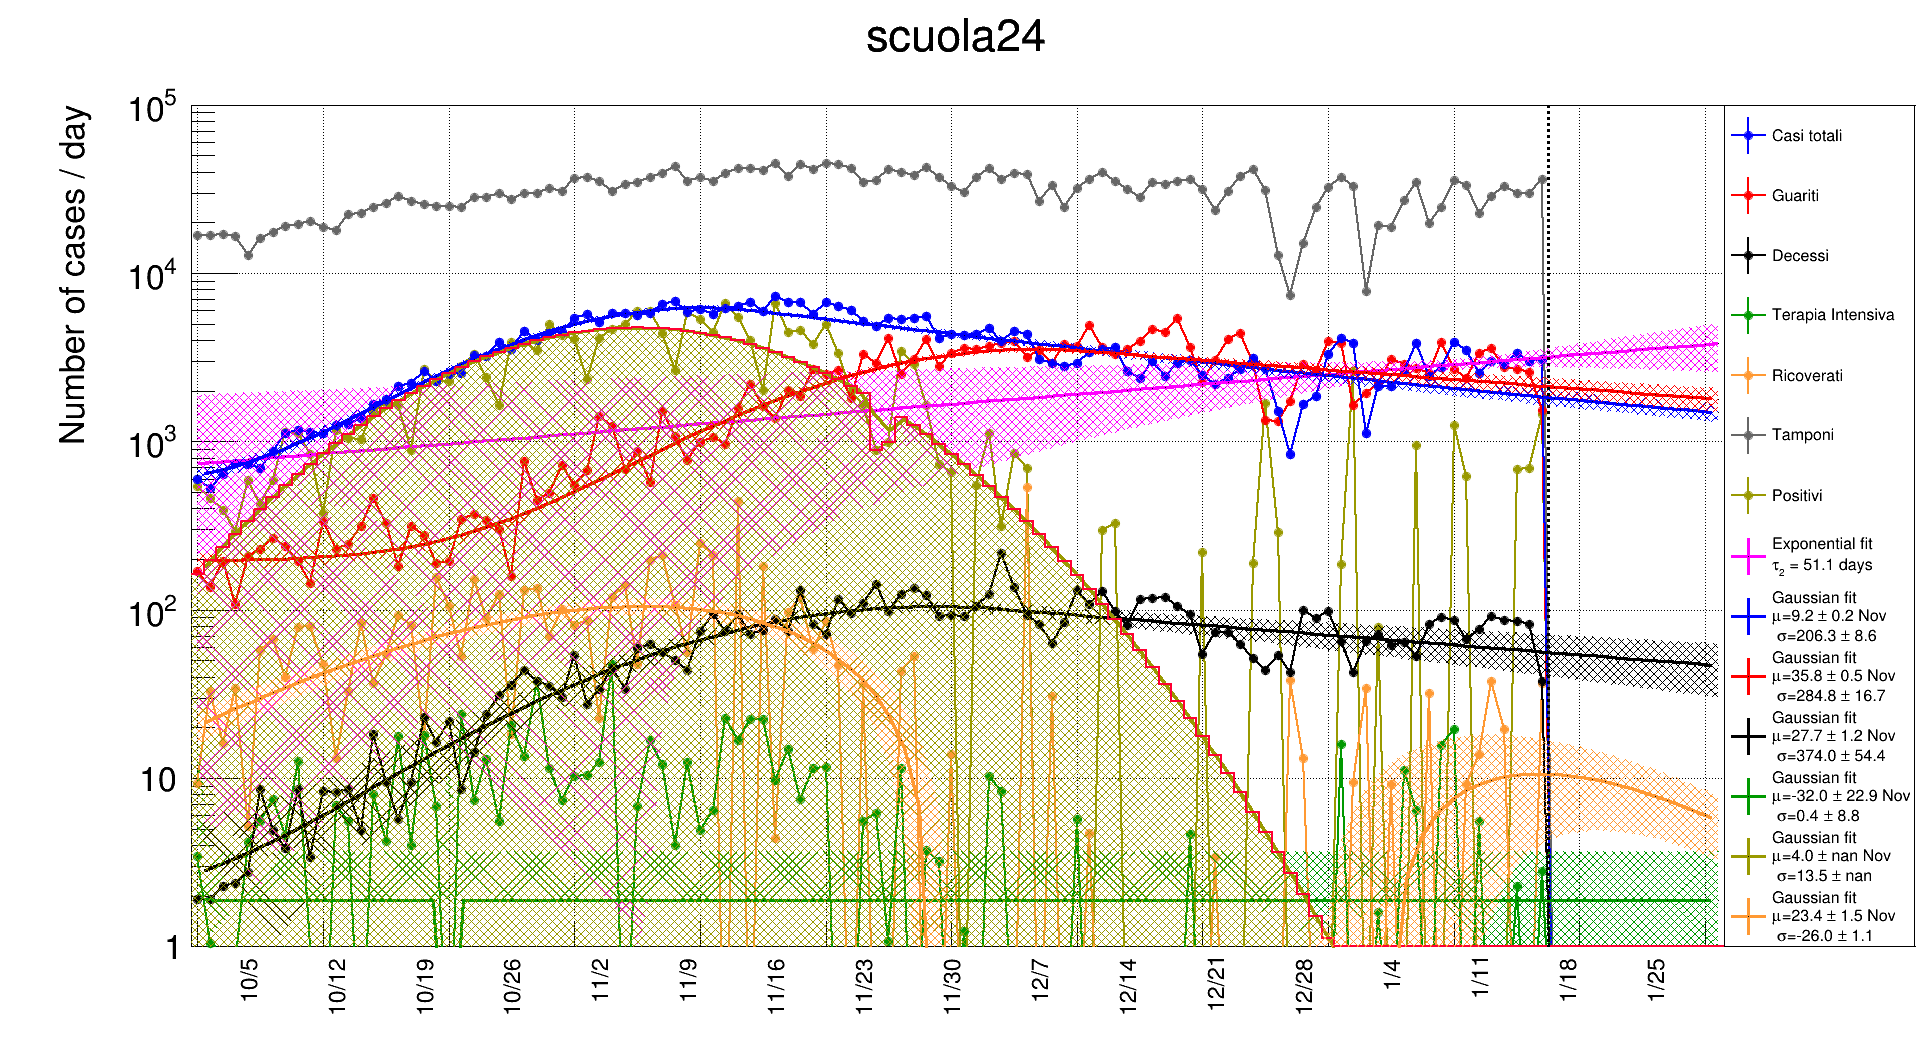 scuola24
Number of cases / day
10^5
10^4
10^3
10^2
10
1
10/5
10/12
10/19
10/26
11/2
11/9
11/16
11/23
11/30
12/7
12/14
12/21
12/28
1/4
1/11
1/18
1/25
Casi totali
Guariti
Decessi
Terapia Intensiva
Ricoverati
Tamponi
Positivi
Exponential fit
τ2 = 51.1 days
Gaussian fit
μ=9.2 ± 0.2 Nov
σ=206.3 ± 8.6
Gaussian fit
μ=35.8 ± 0.5 Nov
σ=284.8 ± 16.7
Gaussian fit
μ=27.7 ± 1.2 Nov
σ=374.0 ± 54.4
Gaussian fit
μ=-32.0 ± 22.9 Nov
σ=0.4 ± 8.8
Gaussian fit
μ=4.0 ± nan Nov
σ=13.5 ± nan
Gaussian fit
μ=23.4 ± 1.5 Nov
σ=-26.0 ± 1.1